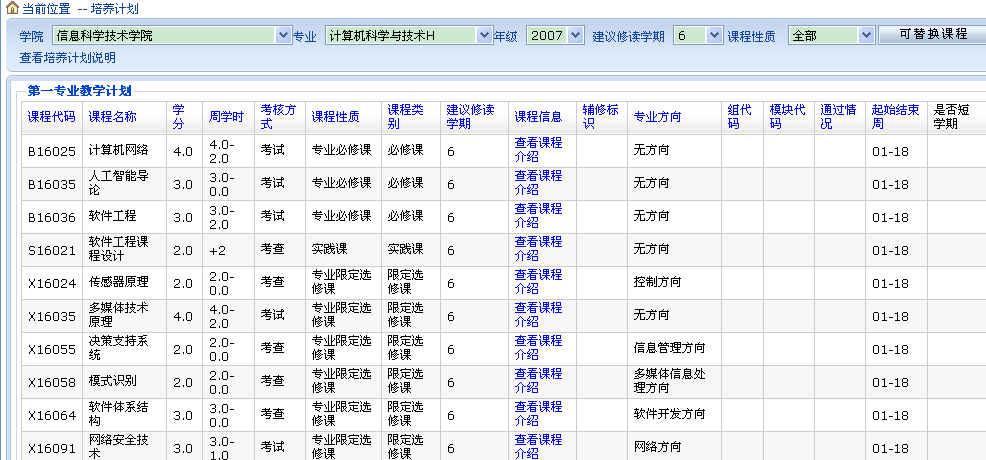 当前位置 -- 培养计划
学院 信息科学技术学院 专业 计算机科学与技术H 年级 2007 建议修读学期 6 课程性质 全部 可替换课程
查看培养计划说明
第一专业教学计划
课程代码 课程名称 学分 周学时 考核方式 课程性质 课程类别 建议修读学期 课程信息 辅修标识 专业方向 组代码 模块代码 通过情况 起始结束周 是否短学期
B16025 计算机网络 4.0 4.0-2.0 考试 专业必修课 必修课 6 查看课程介绍 无方向 01-18
B16035 人工智能导论 3.0 3.0-0.0 考试 专业必修课 必修课 6 查看课程介绍 无方向 01-18
B16036 软件工程 3.0 3.0-2.0 考试 专业必修课 必修课 6 查看课程介绍 无方向 01-18
S16021 软件工程课程设计 2.0 +2 考查 实践课 实践课 6 查看课程介绍 无方向 01-18
X16024 传感器原理 2.0 2.0-0.0 考查 专业限定选修课 限定选修课 6 查看课程介绍 控制方向 01-18
X16035 多媒体技术原理 4.0 4.0-2.0 考试 专业限定选修课 限定选修课 6 查看课程介绍 无方向 01-18
X16055 决策支持系统 2.0 2.0-0.0 考查 专业限定选修课 限定选修课 6 查看课程介绍 信息管理方向 01-18
X16058 模式识别 2.0 2.0-0.0 考查 专业限定选修课 限定选修课 6 查看课程介绍 多媒体信息处理方向 01-18
X16064 软件体系结构 3.0 3.0-0.0 考查 专业限定选修课 限定选修课 6 查看课程介绍 软件开发方向 01-18
X16091 网络安全技术 3.0 3.0-1.0 考试 专业限定选修课 限定选修课 6 查看课程介绍 网络方向 01-18